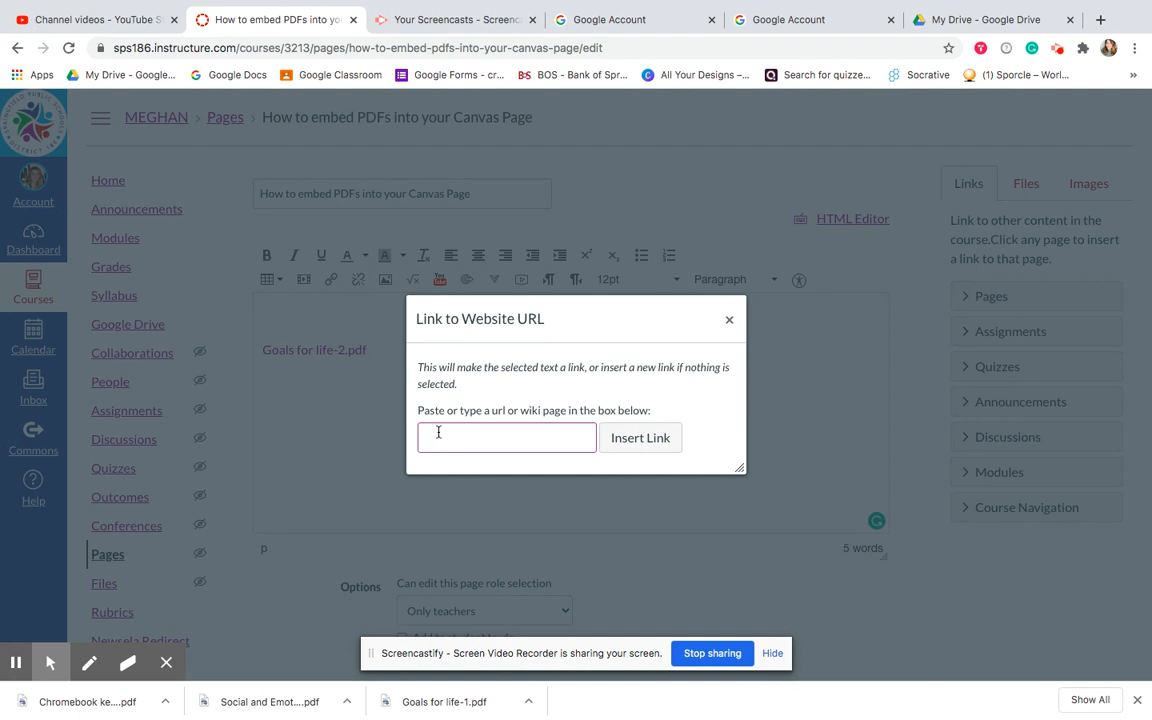 Channel videos - YouTube S
How to embed PDFs into yo
Your Screencasts - Screenc
Google Account
Google Account
My Drive - Google Drive
sps186.instructure.com/courses/3213/pages/how-to-embed-pdfs-into-your-canvas-page/edit
Apps
My Drive - Google...
Google Docs
Google Classroom
Google Forms - cr...
BOS - Bank of Spr...
All Your Designs –...
Search for quizze...
Socrative
(1) Sporcle – Worl...
»
MEGHAN > Pages > How to embed PDFs into your Canvas Page
Account
Dashboard
Courses
Calendar
Inbox
Commons
Help
Home
Announcements
Modules
Grades
Syllabus
Google Drive
Collaborations
People
Assignments
Discussions
Quizzes
Outcomes
Conferences
Pages
Files
Rubrics
Newsela Redirect
How to embed PDFs into your Canvas Page
HTML Editor
12pt
Paragraph
Goals for life-2.pdf
Link to Website URL
This will make the selected text a link, or insert a new link if nothing is
selected.
Paste or type a url or wiki page in the box below:
Insert Link
p
5 words
Options
Can edit this page role selection
Only teachers
Links
Files
Images
Link to other content in the
course.Click any page to insert
a link to that page.
Pages
Assignments
Quizzes
Announcements
Discussions
Modules
Course Navigation
Screencastify - Screen Video Recorder is sharing your screen.
Stop sharing
Hide
Chromebook ke....pdf
Social and Emot....pdf
Goals for life-1.pdf
Show All